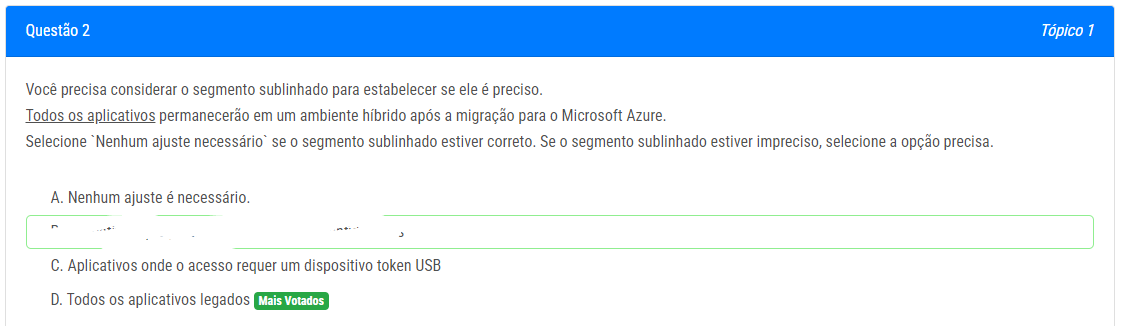 Questão 2
Tópico 1
Você precisa considerar o segmento sublinhado para estabelecer se ele é preciso.
Todos os aplicativos permanecerão em um ambiente híbrido após a migração para o Microsoft Azure.
Selecione `Nenhum ajuste necessário` se o segmento sublinhado estiver correto. Se o segmento sublinhado estiver impreciso, selecione a opção precisa.
A. Nenhum ajuste é necessário.
C. Aplicativos onde o acesso requer um dispositivo token USB
D. Todos os aplicativos legados Mais Votados